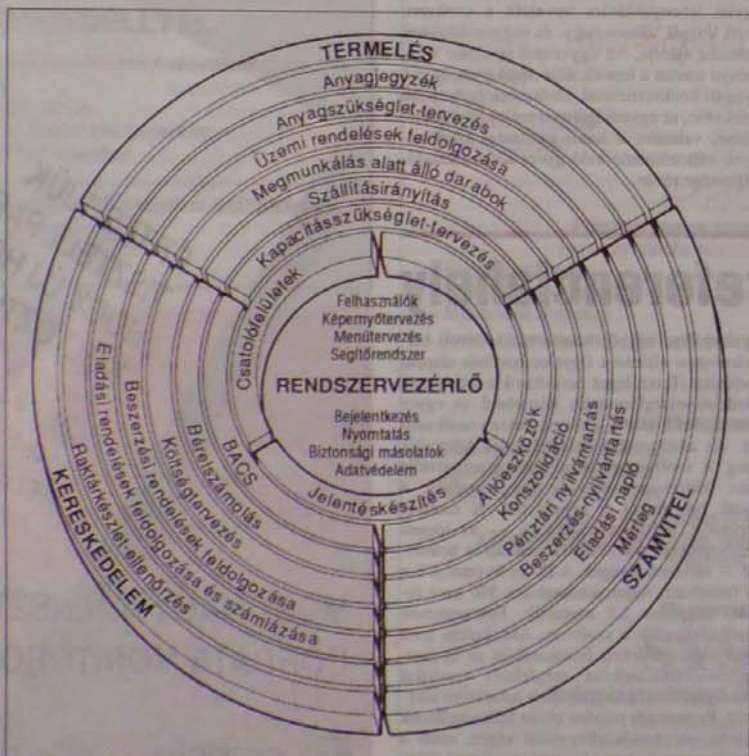 TERMELÉS
Anyagjegyzék
Anyagszükséglet-tervezés
Üzemi rendelések feldolgozása
Megmunkálás alatt álló darabok
Szállításirányítás
Kapacitásszükséglet-tervezés
Csatolófelületek
Felhasználók
Képernyőtervezés
Menütervezés
Segítőrendszer
RENDSZERVEZÉRLŐ
Bejelentkezés
Nyomtatás
Biztonsági másolatok
Adatvédelem
Jelentéskészítés
BACS
Bérelszámolás
Költségtervezés
Beszerzési rendelések feldolgozása
Eladási rendelések feldolgozása és számlázása
Raktárkészlet-ellenőrzés
KERESKEDELEM
Állóeszközök
Konszolidáció
Pénztári nyilvántartás
Beszerzés-nyilvántartás
Eladási napló
Mérleg
SZÁMVITEL